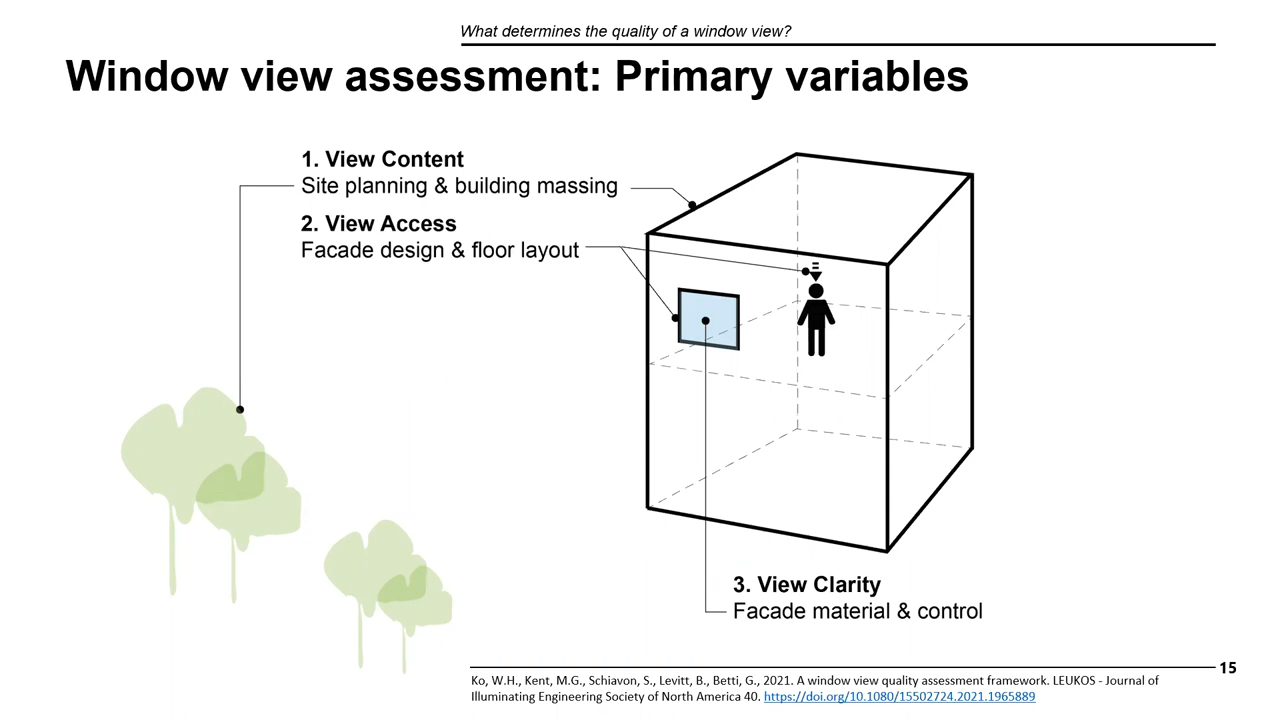 What determines the quality of a window view?
Window view assessment: Primary variables
1. View Content
Site planning & building massing
2. View Access
Facade design & floor layout
3. View Clarity
Facade material & control
15
Ko, W.H., Kent, M.G., Schiavon, S., Levitt, B., Betti, G., 2021. A window view quality assessment framework. LEUKOS - Journal of
Illuminating Engineering Society of North America 40. https://doi.org/10.1080/15502724.2021.1965889